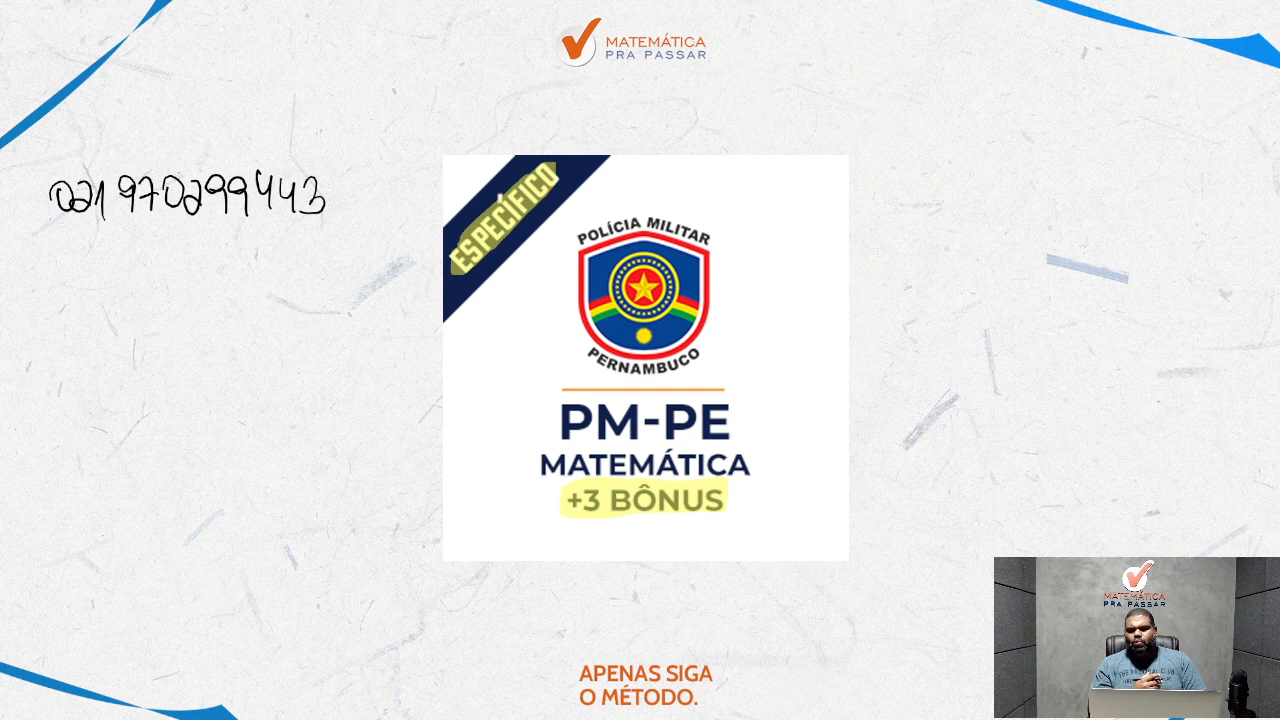 MATEMÁTICA
PRA PASSAR
021 970299443
ESPECÍFICO
POLÍCIA MILITAR
PERNAMBUCO
PM-PE
MATEMÁTICA
+3 BÔNUS
MATEMÁTICA
PRA PASSAR
APENAS SIGA
O MÉTODO.